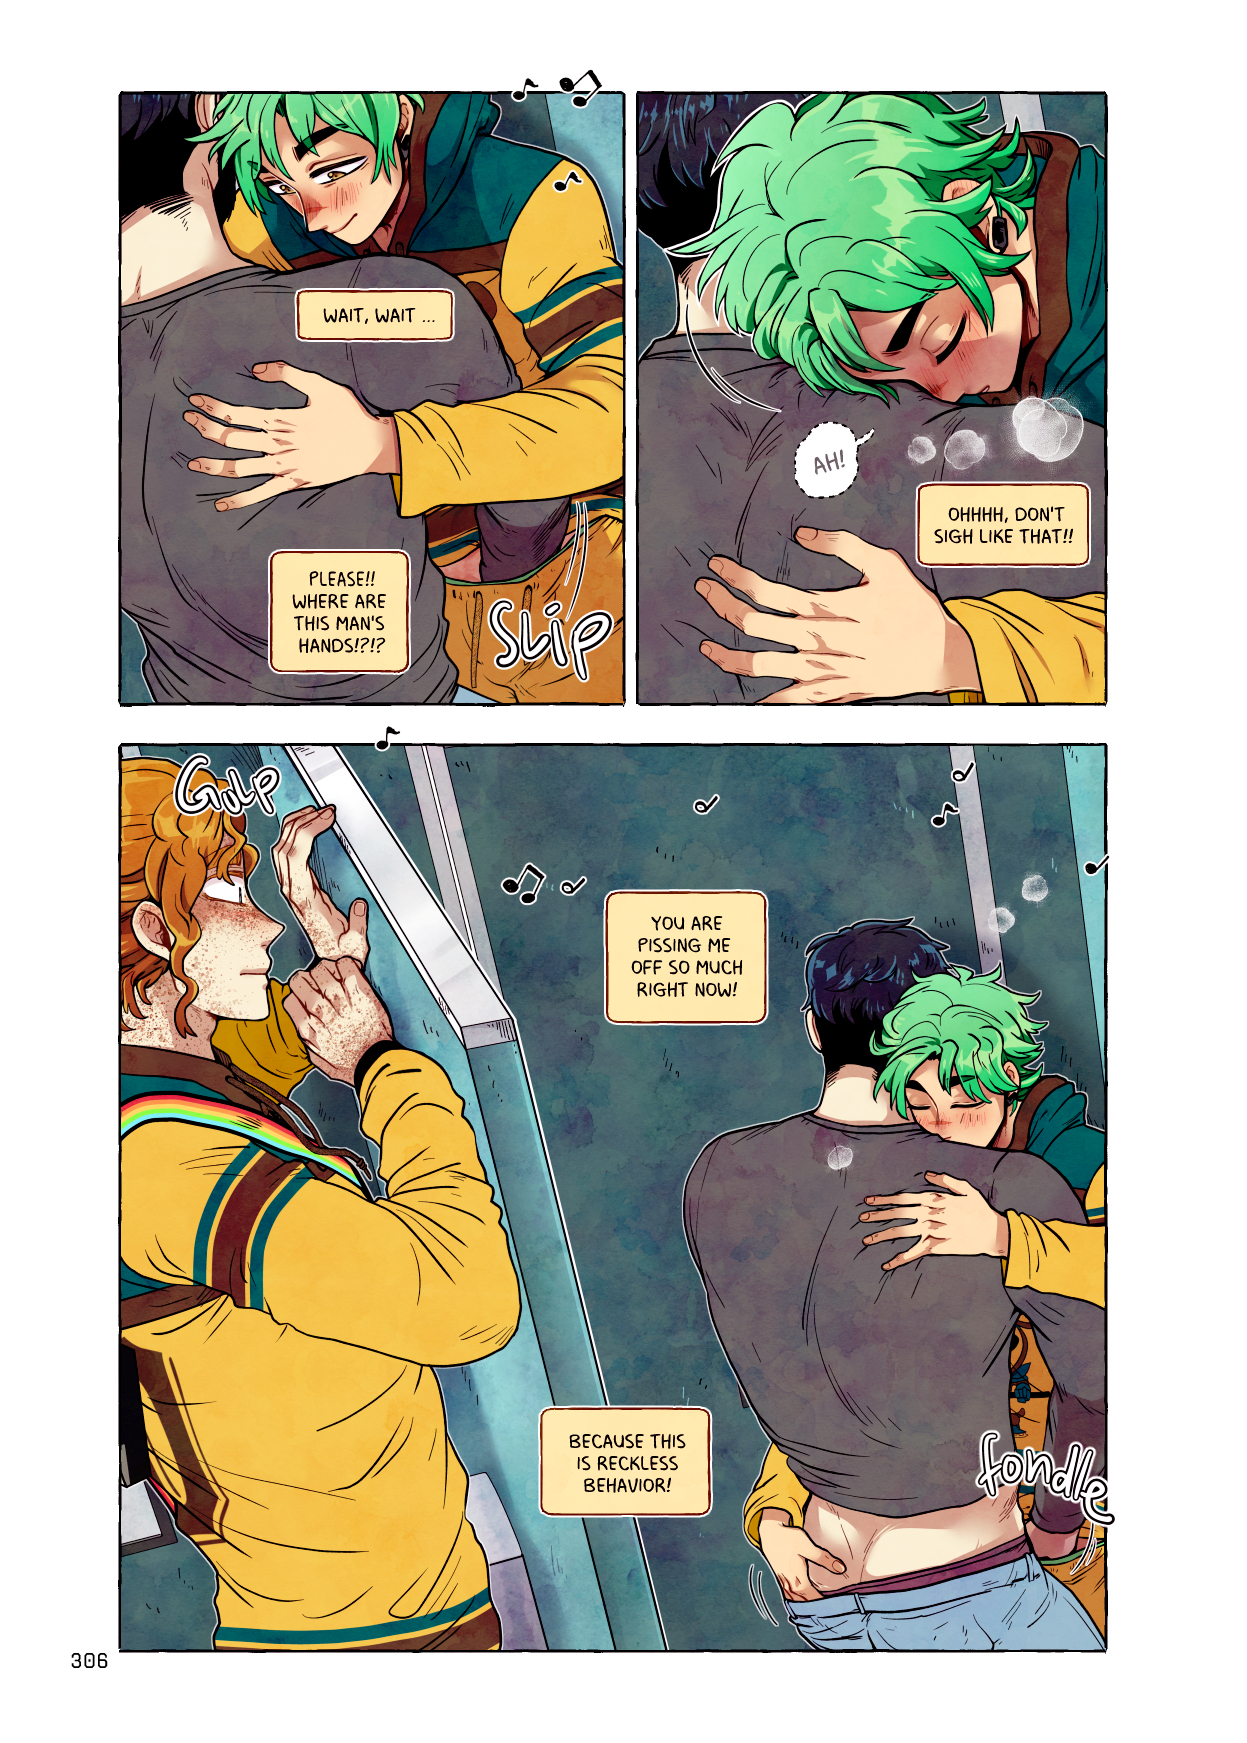 WAIT, WAIT ...
PLEASE!!
WHERE ARE
THIS MAN'S
HANDS!?!?
SLIP
AH!
OHHHH, DON'T
SIGH LIKE THAT!!
GULP
YOU ARE
PISSING ME
OFF SO MUCH
RIGHT NOW!
BECAUSE THIS
IS RECKLESS
BEHAVIOR!
fondle
306